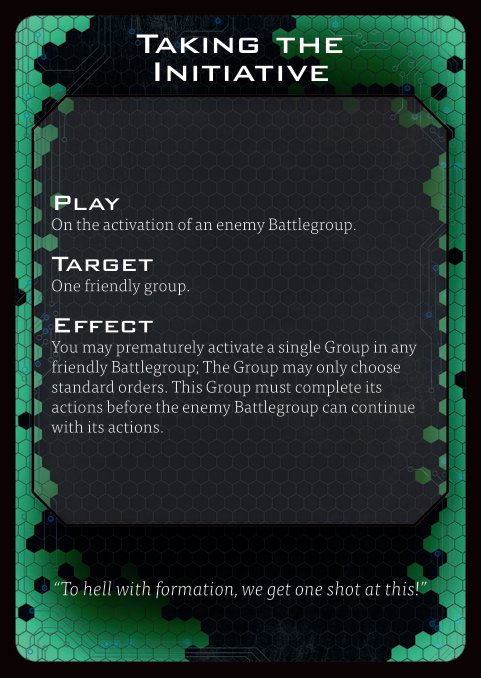 Taking the
Initiative
Play
On the activation of an enemy Battlegroup.
Target
One friendly group.
Effect
You may prematurely activate a single Group in any
friendly Battlegroup; The Group may only choose
standard orders. This Group must complete its
actions before the enemy Battlegroup can continue
with its actions.
“To hell with formation, we get one shot at this!”